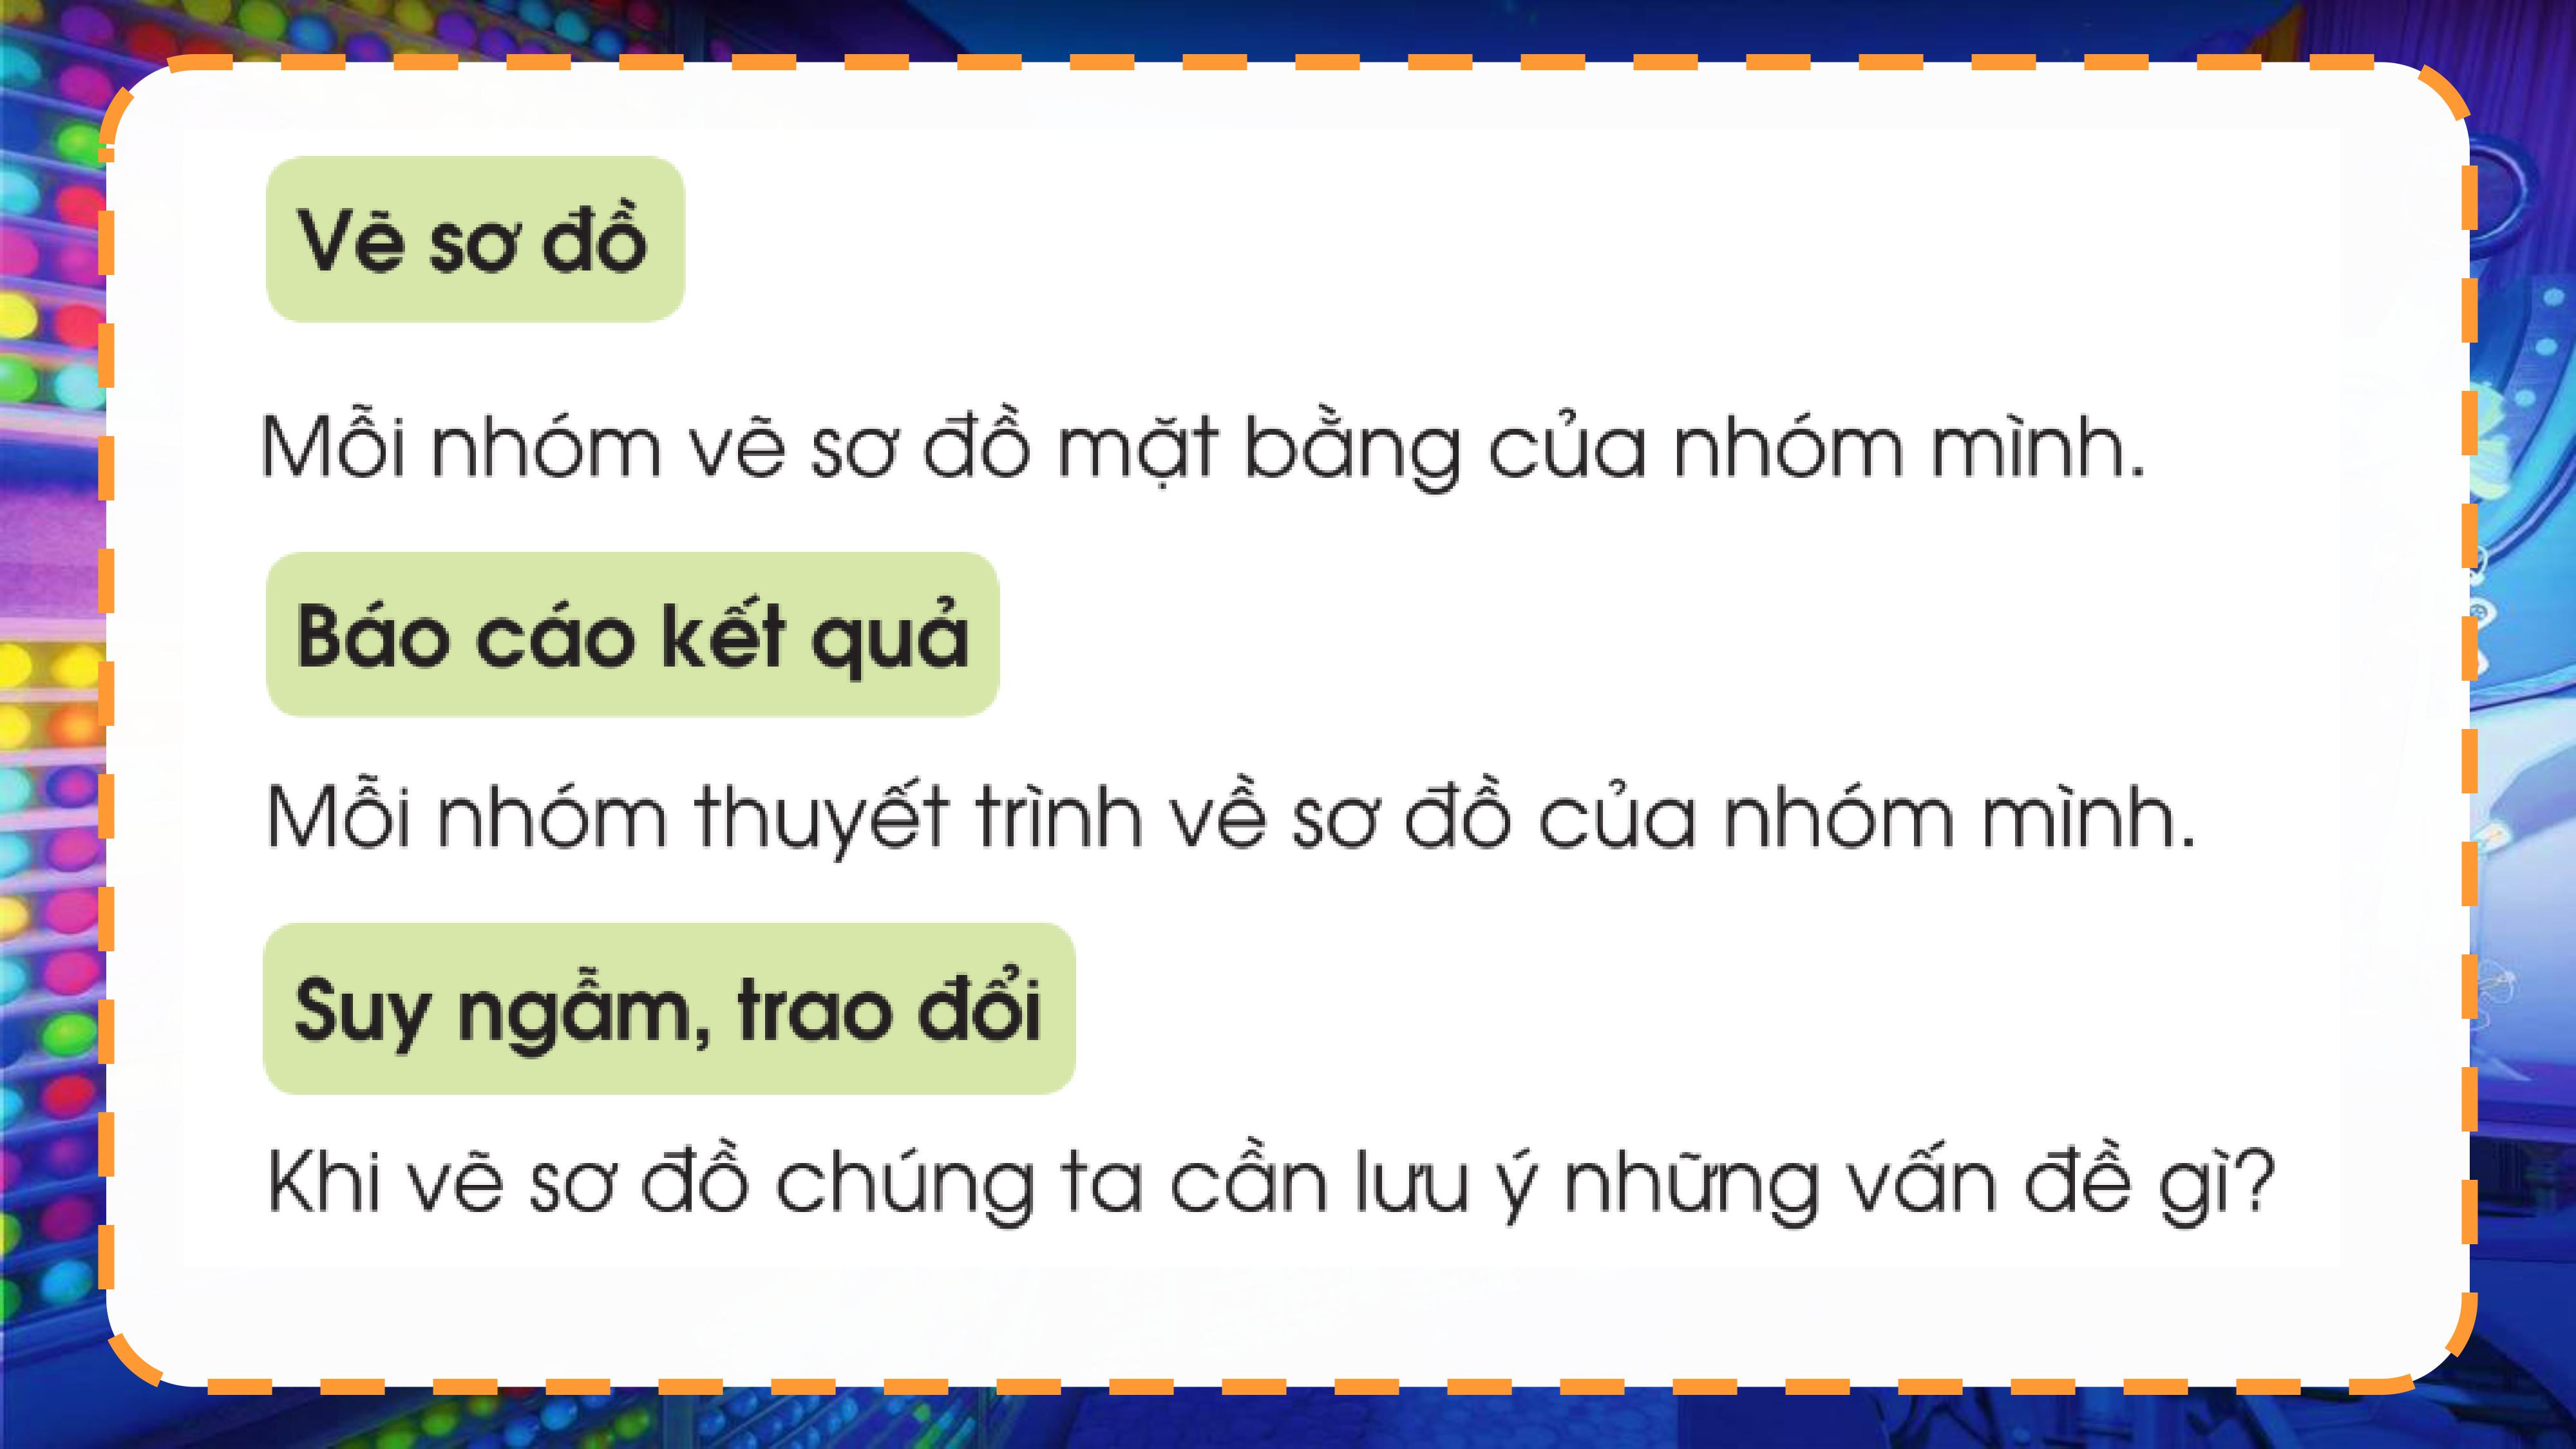 Vẽ sơ đồ
Mỗi nhóm vẽ sơ đồ mặt bằng của nhóm mình.
Báo cáo kết quả
Mỗi nhóm thuyết trình về sơ đồ của nhóm mình.
Suy ngẫm, trao đổi
Khi vẽ sơ đồ chúng ta cần lưu ý những vấn đề gì?